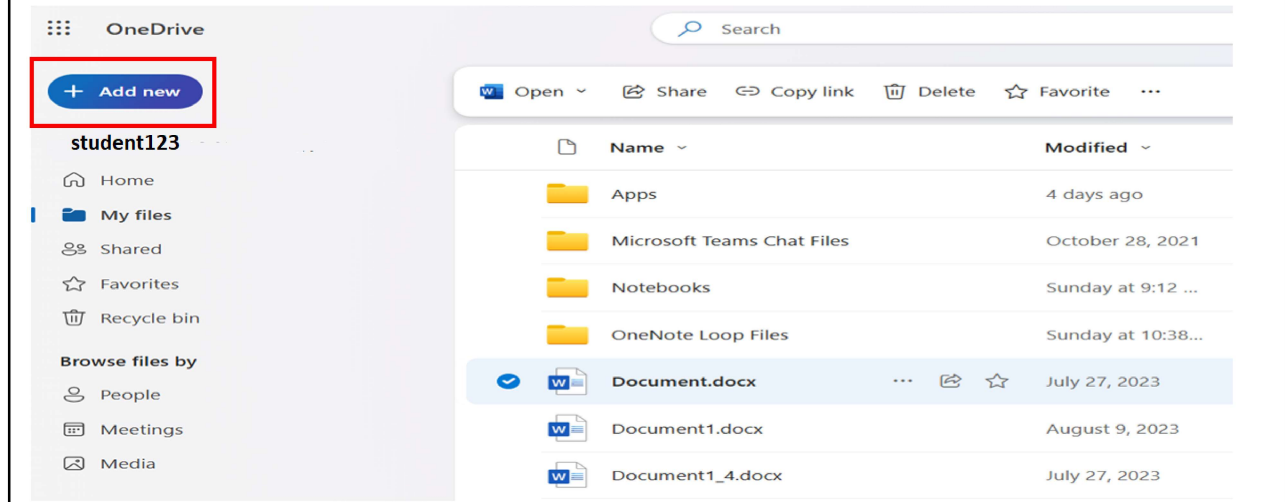 OneDrive
Search
+ Add new
Open
Share
Copy link
Delete
Favorite
...
student123
Home
My files
Shared
Favorites
Recycle bin
Browse files by
People
Meetings
Media
Name Modified
Apps 4 days ago
Microsoft Teams Chat Files October 28, 2021
Notebooks Sunday at 9:12 ...
OneNote Loop Files Sunday at 10:38...
Document.docx ... July 27, 2023
Document1.docx August 9, 2023
Document1_4.docx July 27, 2023